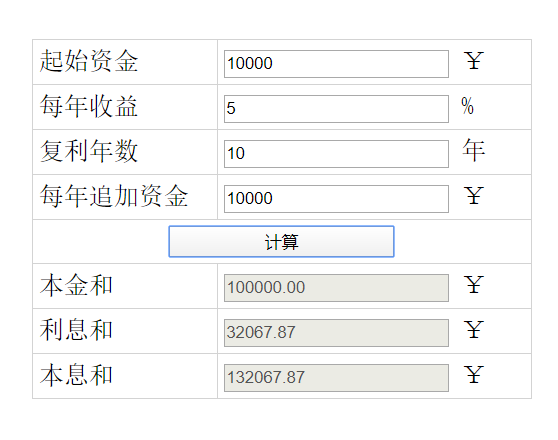 起始资金 10000 ￥
每年收益 5 %
复利年数 10 年
每年追加资金 10000 ￥
计算
本金和 100000.00 ￥
利息和 32067.87 ￥
本息和 132067.87 ￥